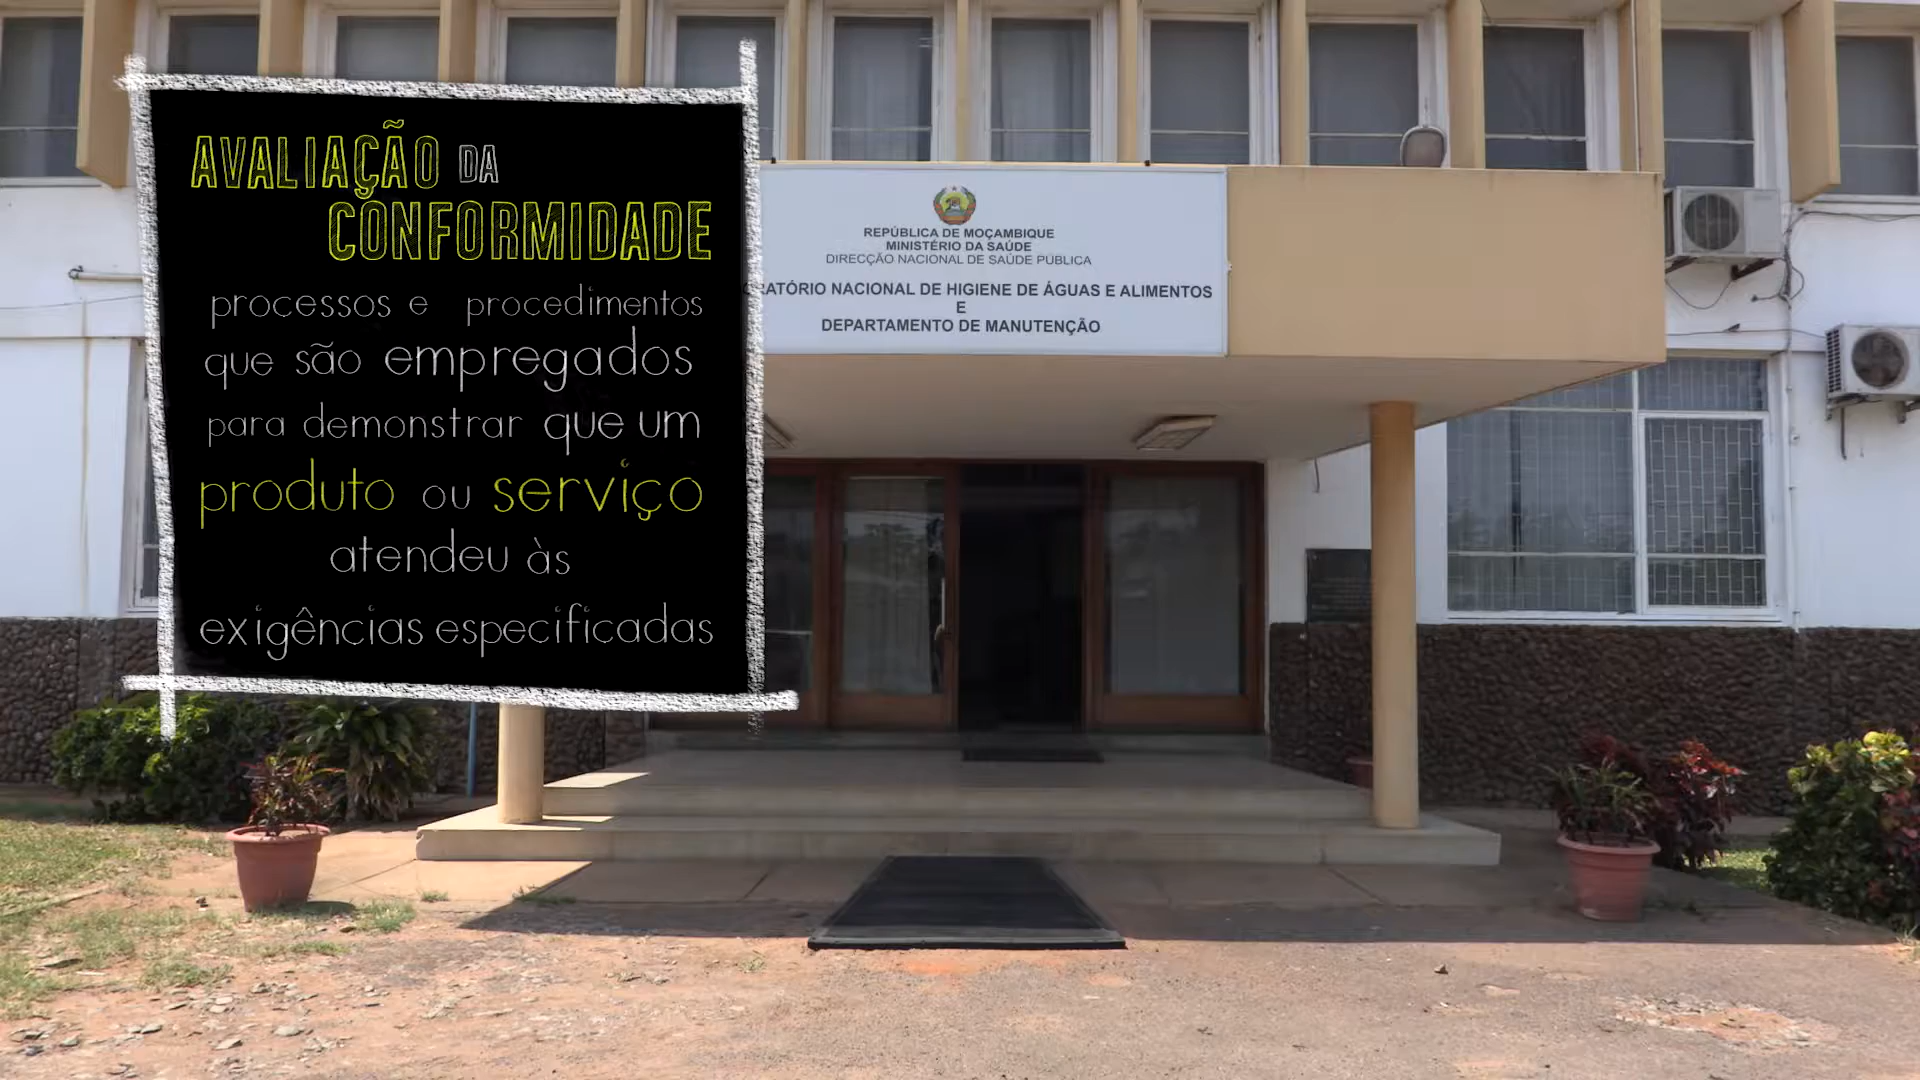 AVALIAÇÃO DA
CONFORMIDADE
processos e procedimentos
que são empregados
para demonstrar que um
produto ou serviço
atendeu às
exigências especificadas
REPÚBLICA DE MOÇAMBIQUE
MINISTÉRIO DA SAÚDE
DIRECÇÃO NACIONAL DE SAÚDE PÚBLICA
RATÓRIO NACIONAL DE HIGIENE DE ÁGUAS E ALIMENTOS
E
DEPARTAMENTO DE MANUTENÇÃO